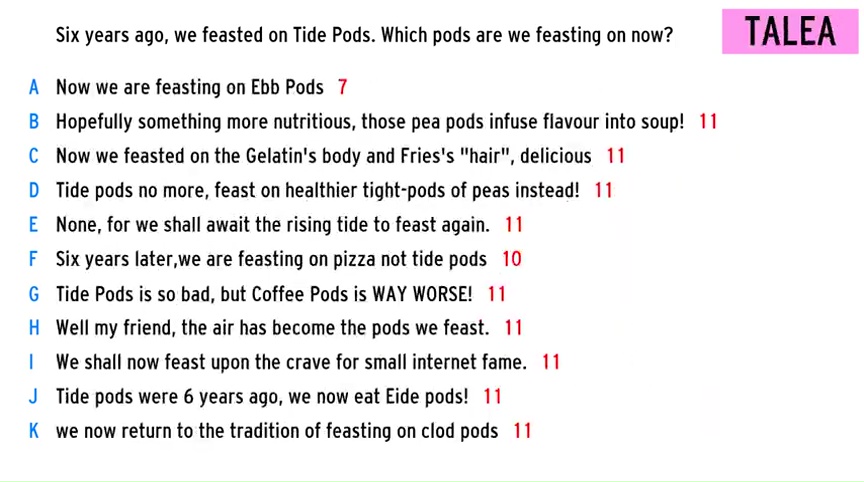 Six years ago, we feasted on Tide Pods. Which pods are we feasting on now?
TALEA
A Now we are feasting on Ebb Pods 7
B Hopefully something more nutritious, those pea pods infuse flavour into soup! 11
C Now we feasted on the Gelatin's body and Fries's "hair", delicious 11
D Tide pods no more, feast on healthier tight-pods of peas instead! 11
E None, for we shall await the rising tide to feast again. 11
F Six years later,we are feasting on pizza not tide pods 10
G Tide Pods is so bad, but Coffee Pods is WAY WORSE! 11
H Well my friend, the air has become the pods we feast. 11
I We shall now feast upon the crave for small internet fame. 11
J Tide pods were 6 years ago, we now eat Eide pods! 11
K we now return to the tradition of feasting on clod pods 11